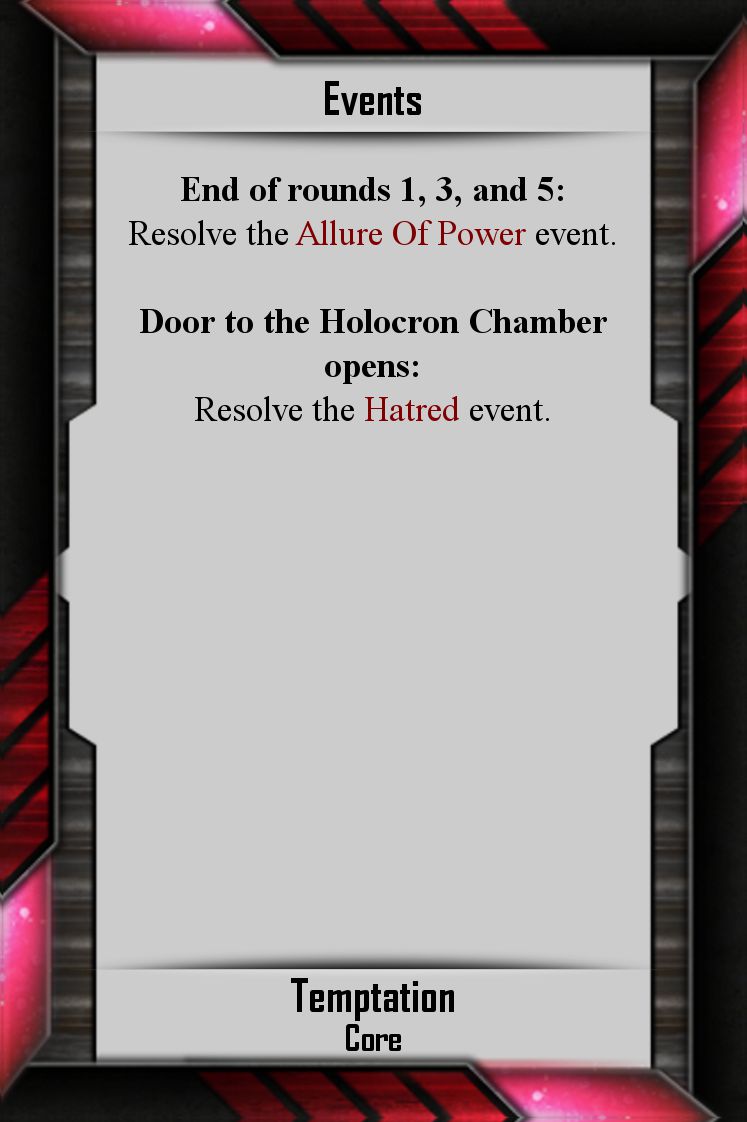 Events
End of rounds 1, 3, and 5:
Resolve the Allure Of Power event.
Door to the Holocron Chamber
opens:
Resolve the Hatred event.
Temptation
Core